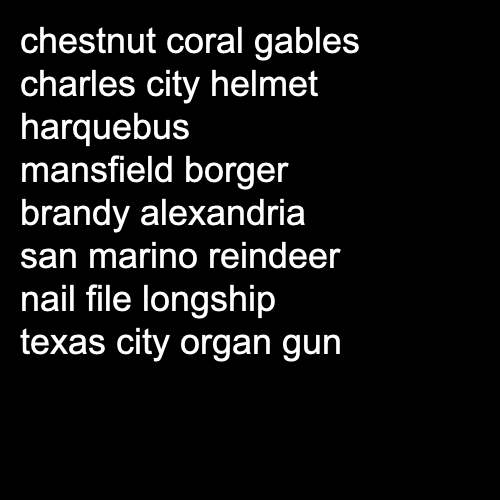 chestnut coral gables
charles city helmet
harquebus
mansfield borger
brandy alexandria
san marino reindeer
nail file longship
texas city organ gun